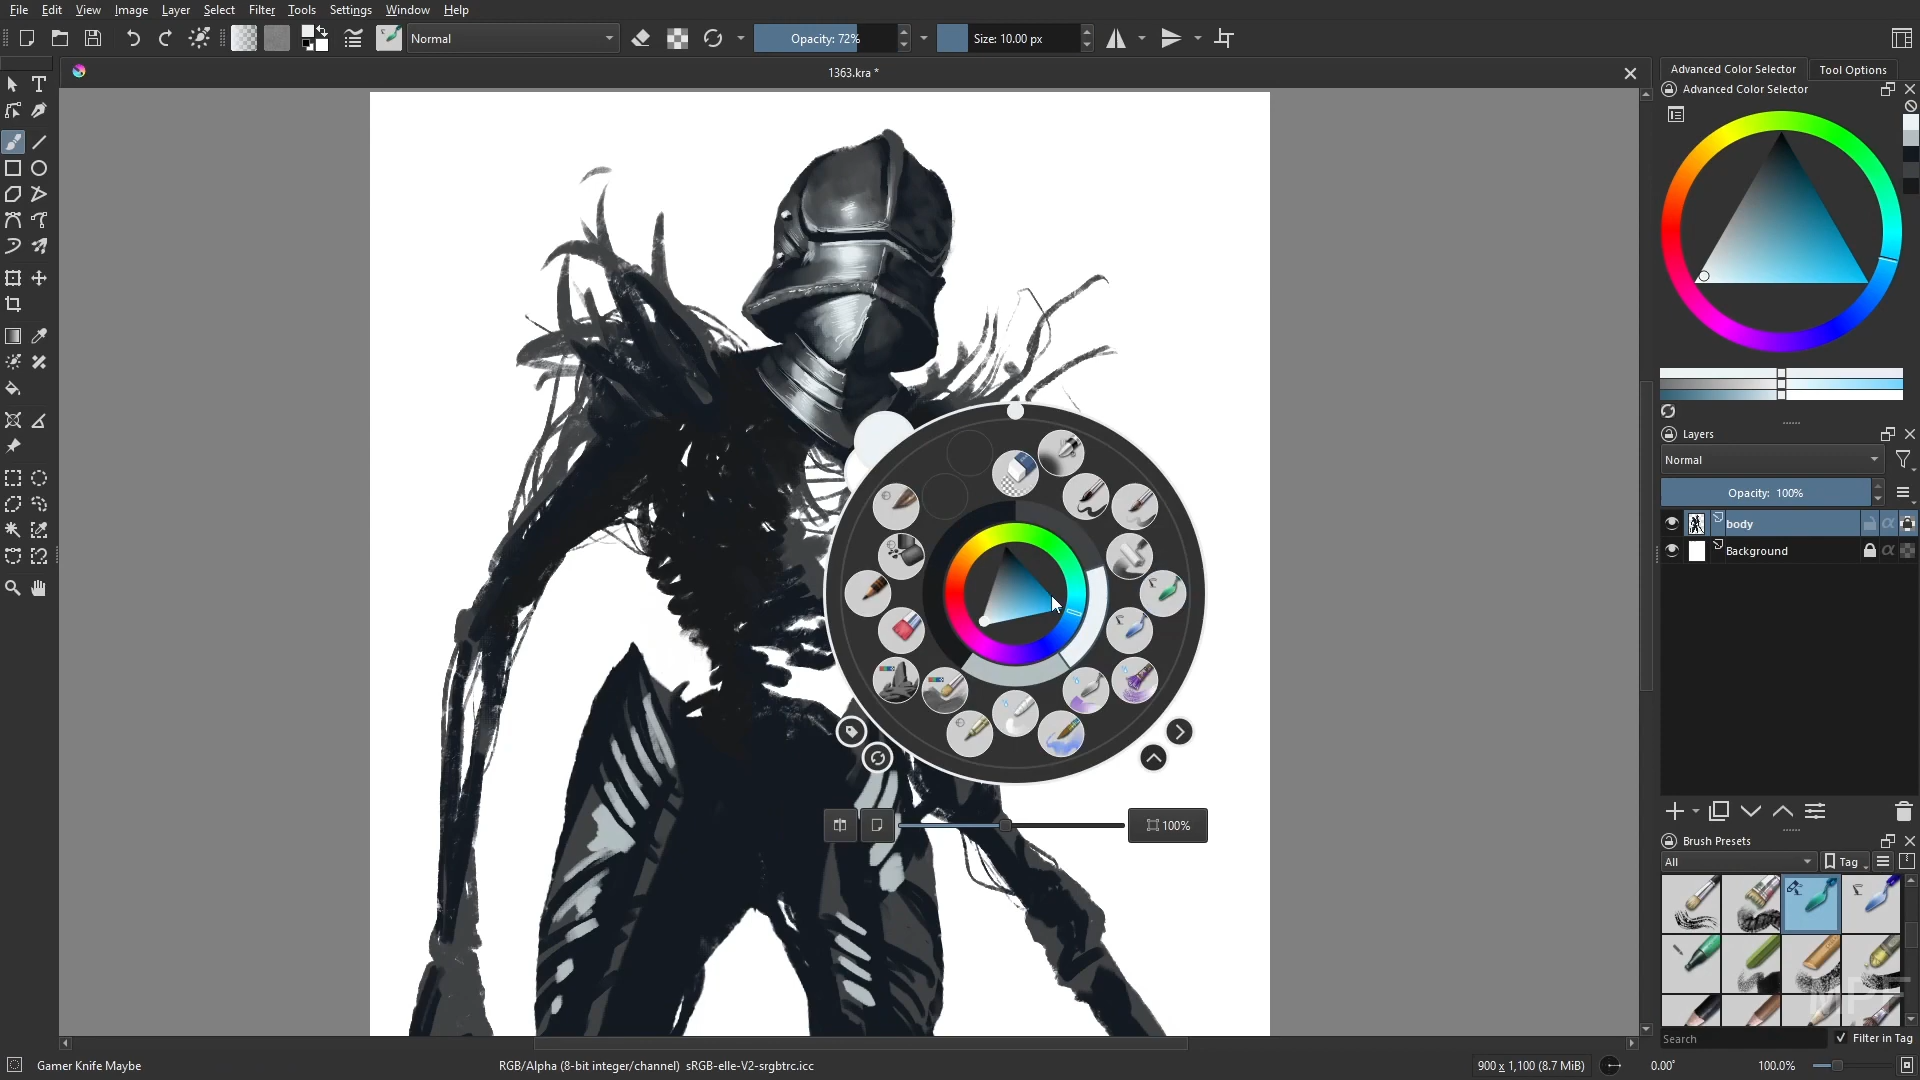 File Edit View Image Layer Select Filter Tools Settings Window Help
Normal
Opacity: 72%
Size: 10.00 px
1363.kra *
Advanced Color Selector
Tool Options
Advanced Color Selector
Layers
Normal
Opacity: 100%
body
Background
100%
Brush Presets
All
Tag
Search
Filter in Tag
Gamer Knife Maybe
RGB/Alpha (8-bit integer/channel) sRGB-elle-V2-srgbtrc.icc
900 x 1,100 (8.7 MiB)
0.00°
100.0%